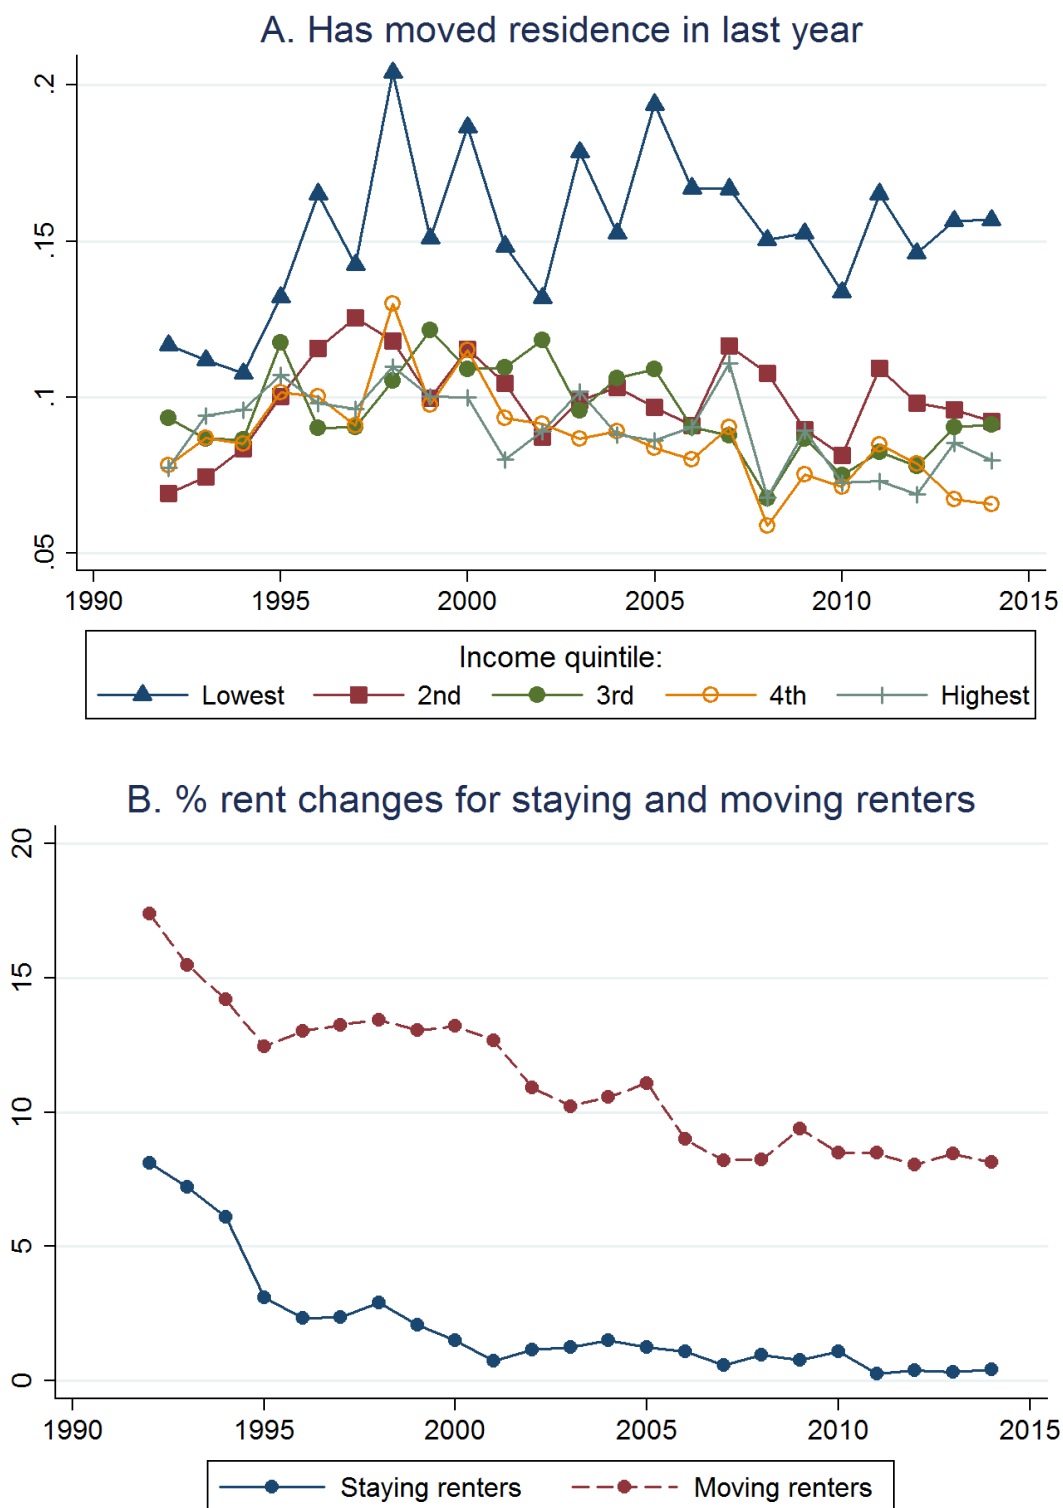 A. Has moved residence in last year
.2
.15
.1
.05
1990 1995 2000 2005 2010 2015
Income quintile:
Lowest 2nd 3rd 4th Highest
B. % rent changes for staying and moving renters
20
15
10
5
0
1990 1995 2000 2005 2010 2015
Staying renters Moving renters